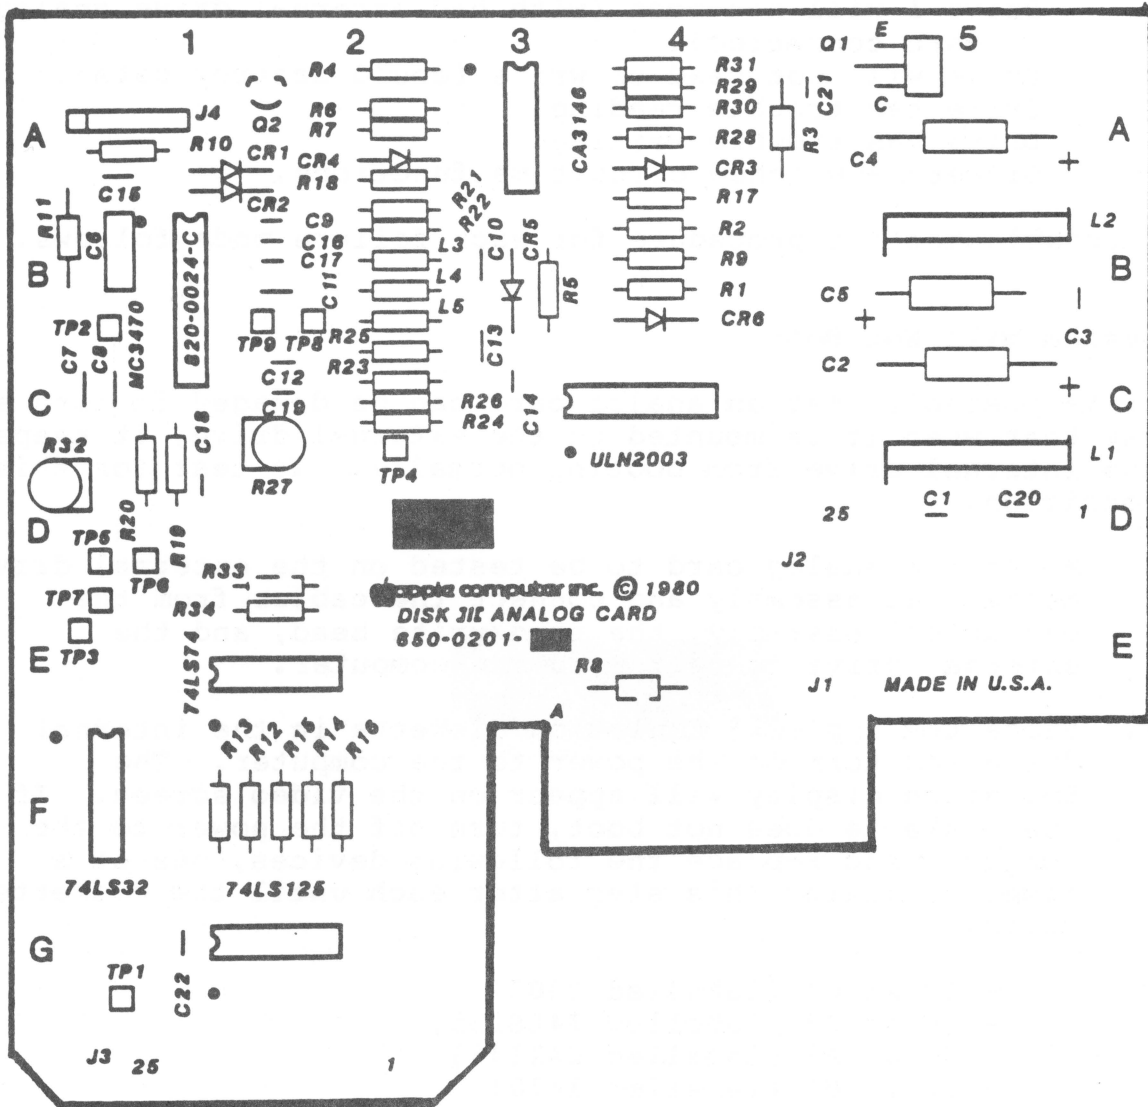 1 2 3 4 5
Q1 E
C
R4
R31
R29
R30
C21
J4
Q2
R6
R7
CA3146
R28
R3
A
A
R10
CR1
CR4
CR3
C4
+
C15
CR2
R18
R21
R22
R17
R11
C6
820-0024-C
C9
C16
C17
C11
L3
L4
L5
C10
CR5
R5
R2
R9
R1
CR6
L2
B
B
C5
+
C3
TP2
MC3470
TP9
TP8
R25
C13
C7
C8
C12
R23
C2
+
C
C19
R26
R24
C14
C
R32
C18
R27
TP4
ULN2003
L1
D
25
C1
C20
1
D
R20
R19
TP5
TP6
J2
TP7
R33
apple computer inc. © 1980
R34
DISK III ANALOG CARD
650-0201-
TP3
E
74LS74
R8
E
J1
MADE IN U.S.A.
A
R13
R12
R15
R14
R16
F
74LS32
74LS125
G
TP1
C22
J3
25
1